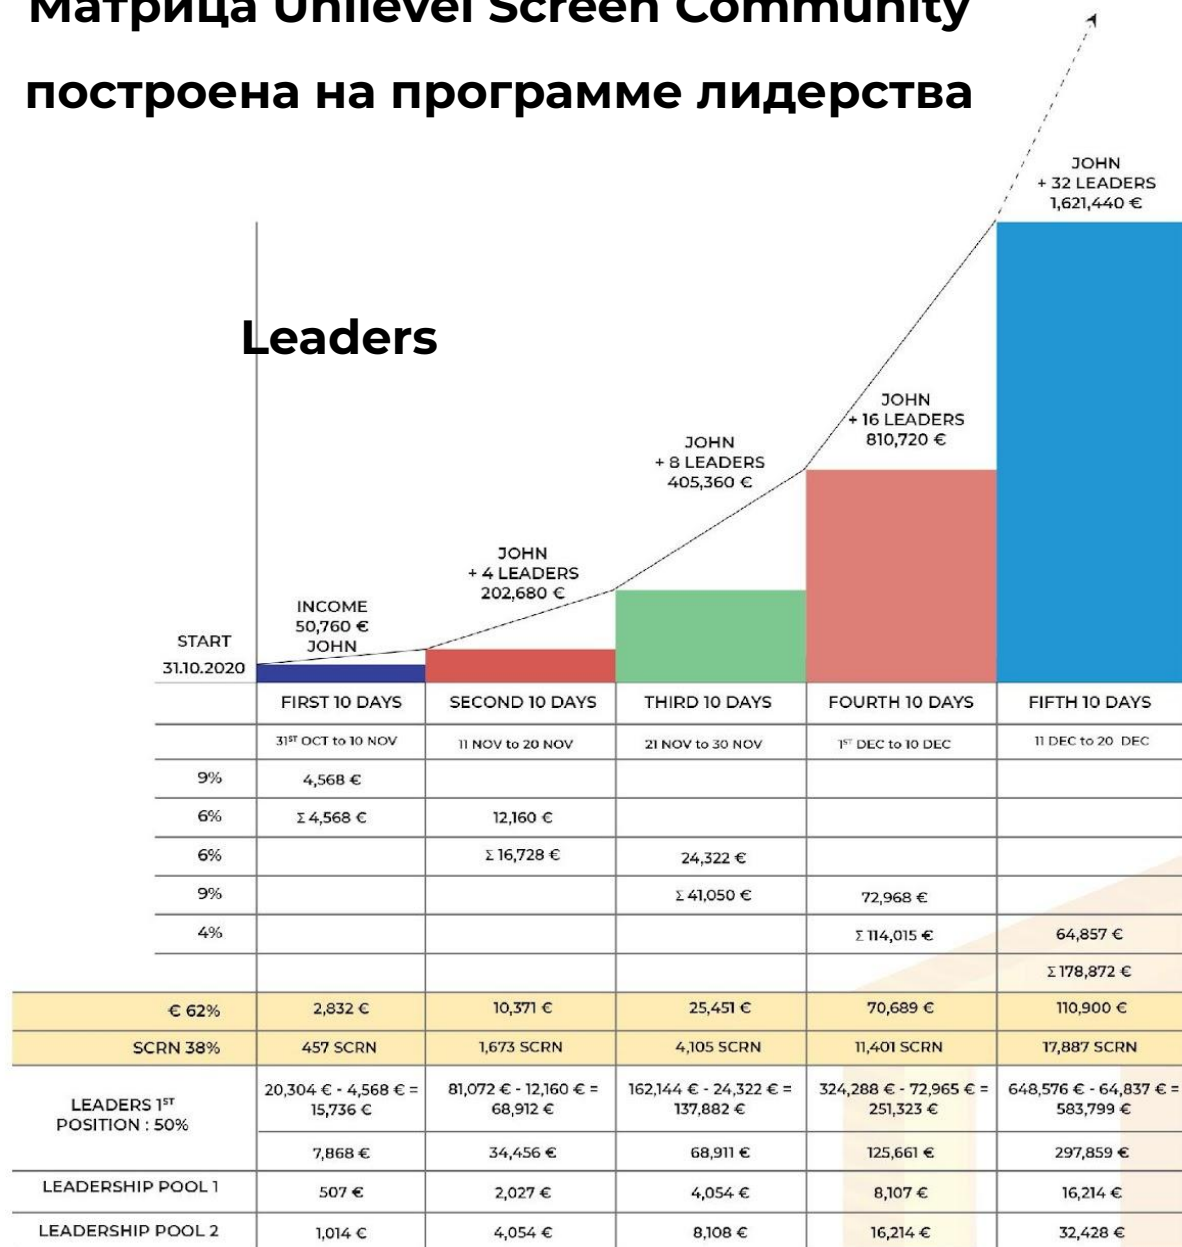 Матрица Unilevel Screen Community
построена на программе лидерства
JOHN
+ 32 LEADERS
1,621,440 €
Leaders
JOHN
+ 16 LEADERS
810,720 €
JOHN
+ 8 LEADERS
405,360 €
JOHN
+ 4 LEADERS
202,680 €
INCOME
50,760 €
JOHN
START
31.10.2020
FIRST 10 DAYS SECOND 10 DAYS THIRD 10 DAYS FOURTH 10 DAYS FIFTH 10 DAYS
31ST OCT to 10 NOV 11 NOV to 20 NOV 21 NOV to 30 NOV 1ST DEC to 10 DEC 11 DEC to 20 DEC
9% 4,568 €
6% Σ 4,568 € 12,160 €
6% Σ 16,728 € 24,322 €
9% Σ 41,050 € 72,968 €
4% Σ 114,015 € 64,857 €
Σ 178,872 €
€ 62% 2,832 € 10,371 € 25,451 € 70,689 € 110,900 €
SCRN 38% 457 SCRN 1,673 SCRN 4,105 SCRN 11,401 SCRN 17,887 SCRN
LEADERS 1ST
POSITION : 50%
20,304 € - 4,568 € =
15,736 €
81,072 € - 12,160 € =
68,912 €
162,144 € - 24,322 € =
137,882 €
324,288 € - 72,965 € =
251,323 €
648,576 € - 64,837 € =
583,799 €
7,868 € 34,456 € 68,911 € 125,661 € 297,859 €
LEADERSHIP POOL 1 507 € 2,027 € 4,054 € 8,107 € 16,214 €
LEADERSHIP POOL 2 1,014 € 4,054 € 8,108 € 16,214 € 32,428 €